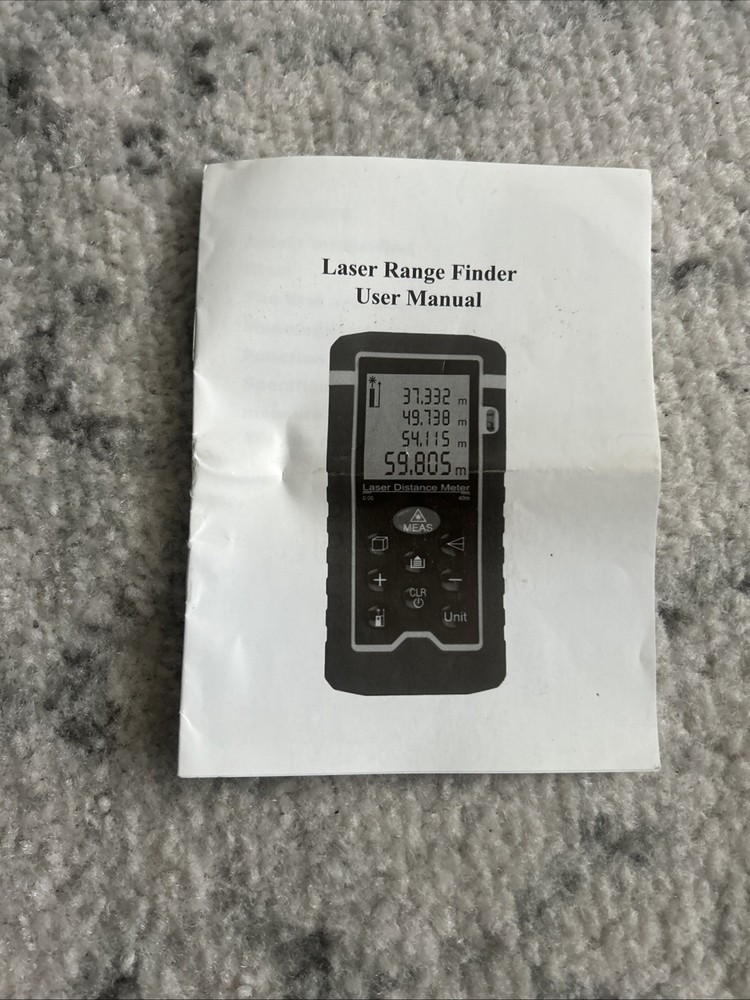 Laser Range Finder
User Manual
37.332 m
49.738 m
54.115 m
59.805 m
Laser Distance Meter
40m
MEAS
+
−
CLR
Unit